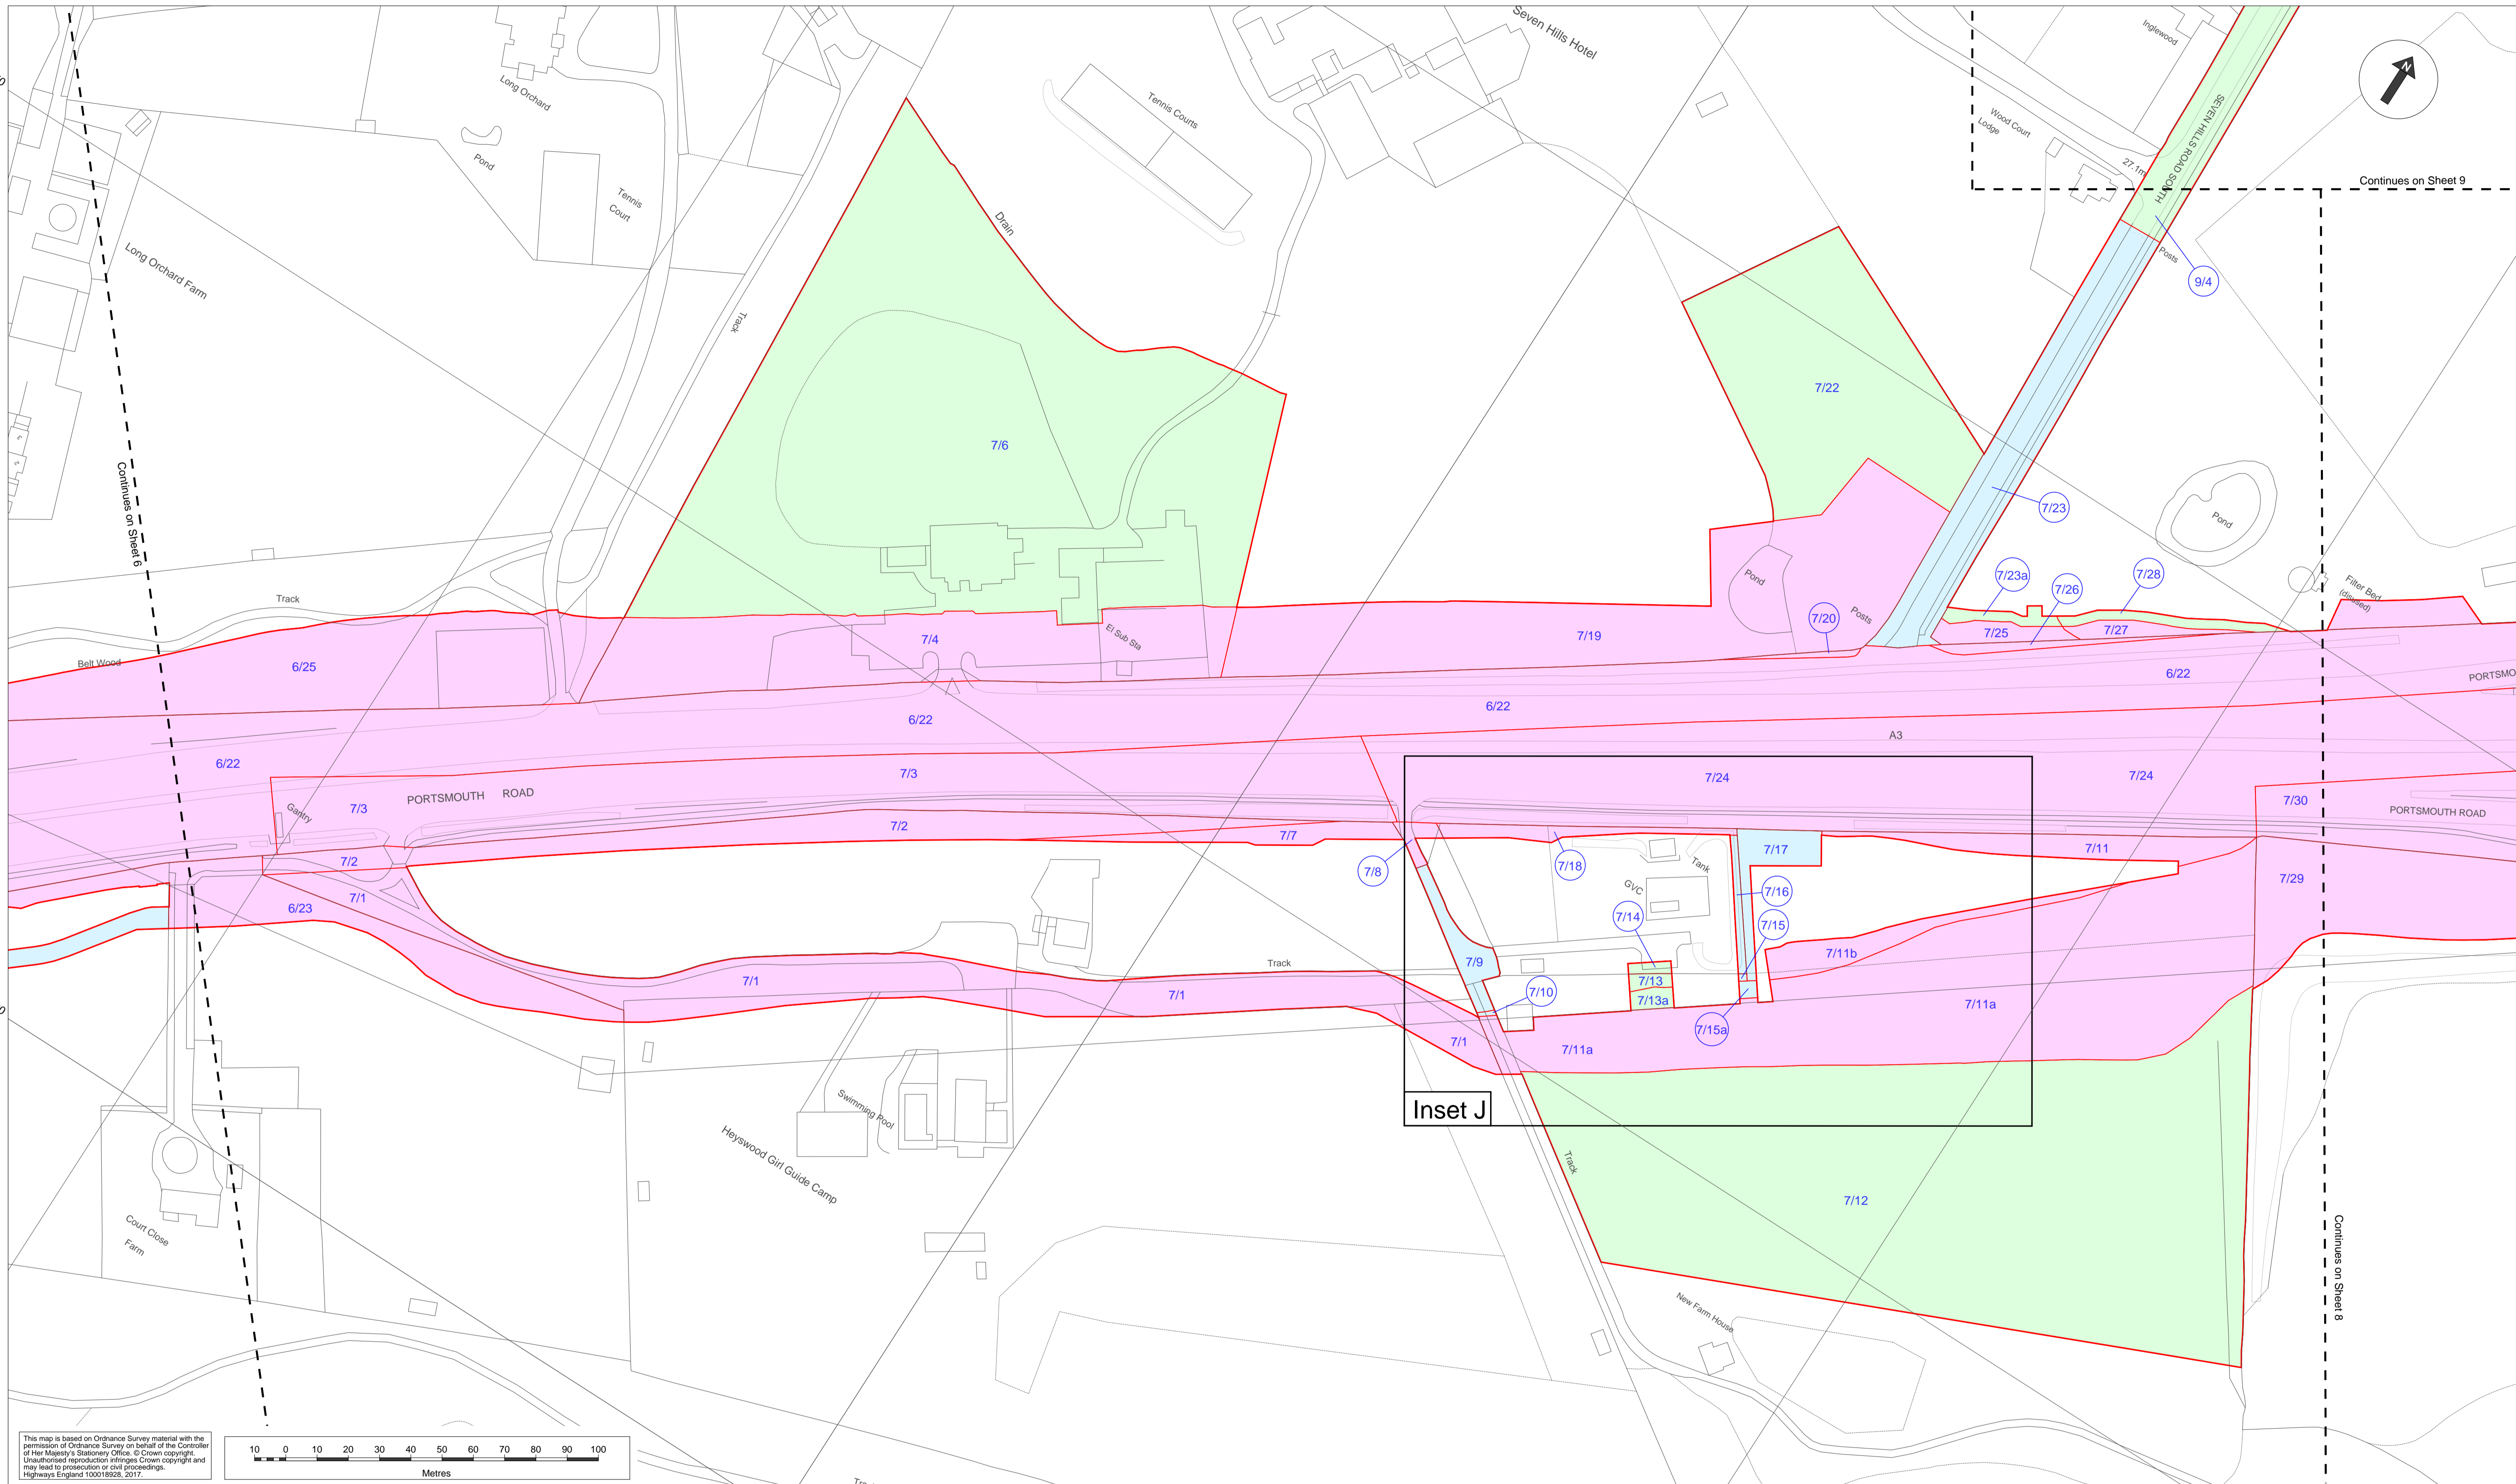 Seven Hills Hotel
Inglewood
N
Long Orchard
Tennis Courts
SEVEN HILLS ROAD SOUTH
Wood Court
Lodge
Pond
27.1m
Continues on Sheet 9
Tennis
Court
Drain
Posts
Long Orchard Farm
9/4
Track
7/22
7/6
Continues on Sheet 6
7/23
Pond
Pond
7/23a
7/26
7/28
Filter Bed
(disused)
Track
Posts
7/20
7/4
El Sub Sta
7/19
7/25
7/27
Belt Wood
6/25
6/22
PORTSMO
6/22
6/22
A3
6/22
7/3
7/24
7/24
PORTSMOUTH ROAD
7/3
Gantry
7/30
PORTSMOUTH ROAD
7/2
7/7
7/2
7/18
7/17
7/11
7/8
Tank
GVC
7/16
7/29
7/1
6/23
7/14
7/15
7/11b
Track
7/9
7/13
7/1
7/1
7/10
7/13a
7/11a
7/15a
7/1
7/11a
Inset J
Swimming Pool
Heyswood Girl Guide Camp
Track
7/12
Court Close
Farm
Continues on Sheet 8
New Farm House
This map is based on Ordnance Survey material with the
permission of Ordnance Survey on behalf of the Controller
of Her Majesty's Stationery Office. © Crown copyright.
Unauthorised reproduction infringes Crown copyright and
may lead to prosecution or civil proceedings.
Highways England 100018928, 2017.
10 0 10 20 30 40 50 60 70 80 90 100
Metres